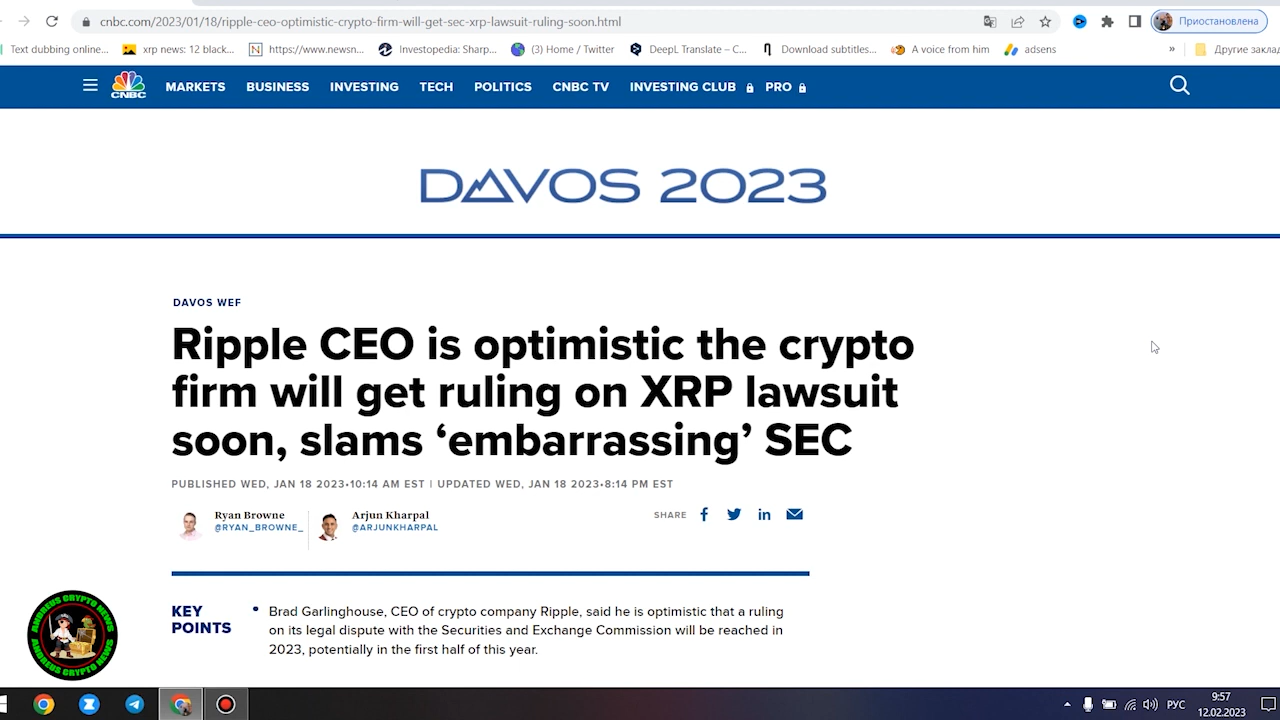 cnbc.com/2023/01/18/ripple-ceo-optimistic-crypto-firm-will-get-sec-xrp-lawsuit-ruling-soon.html
Приостановлена
Text dubbing online...
xrp news: 12 black...
https://www.newsn...
Investopedia: Sharp...
(3) Home / Twitter
DeepL Translate – C...
Download subtitles...
A voice from him
adsens
»
Другие заклад
CNBC
MARKETS
BUSINESS
INVESTING
TECH
POLITICS
CNBC TV
INVESTING CLUB
PRO
DAVOS 2023
DAVOS WEF
Ripple CEO is optimistic the crypto
firm will get ruling on XRP lawsuit
soon, slams ‘embarrassing’ SEC
PUBLISHED WED, JAN 18 2023•10:14 AM EST | UPDATED WED, JAN 18 2023•8:14 PM EST
Ryan Browne
@RYAN_BROWNE_
Arjun Kharpal
@ARJUNKHARPAL
SHARE
KEY
POINTS
• Brad Garlinghouse, CEO of crypto company Ripple, said he is optimistic that a ruling
on its legal dispute with the Securities and Exchange Commission will be reached in
2023, potentially in the first half of this year.
ANDREUS CRYPTO NEWS
ANDREUS CRYPTO NEWS
РУС
9:57
12.02.2023